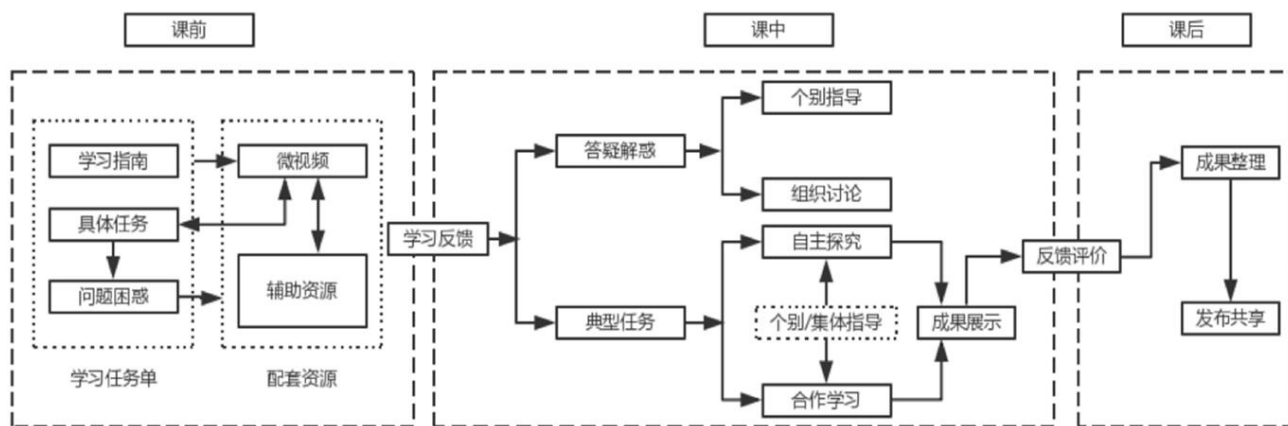 课前
课中
课后
学习指南
具体任务
问题困惑
学习任务单
微视频
辅助资源
配套资源
学习反馈
答疑解惑
典型任务
个别指导
组织讨论
自主探究
个别/集体指导
合作学习
成果展示
反馈评价
成果整理
发布共享